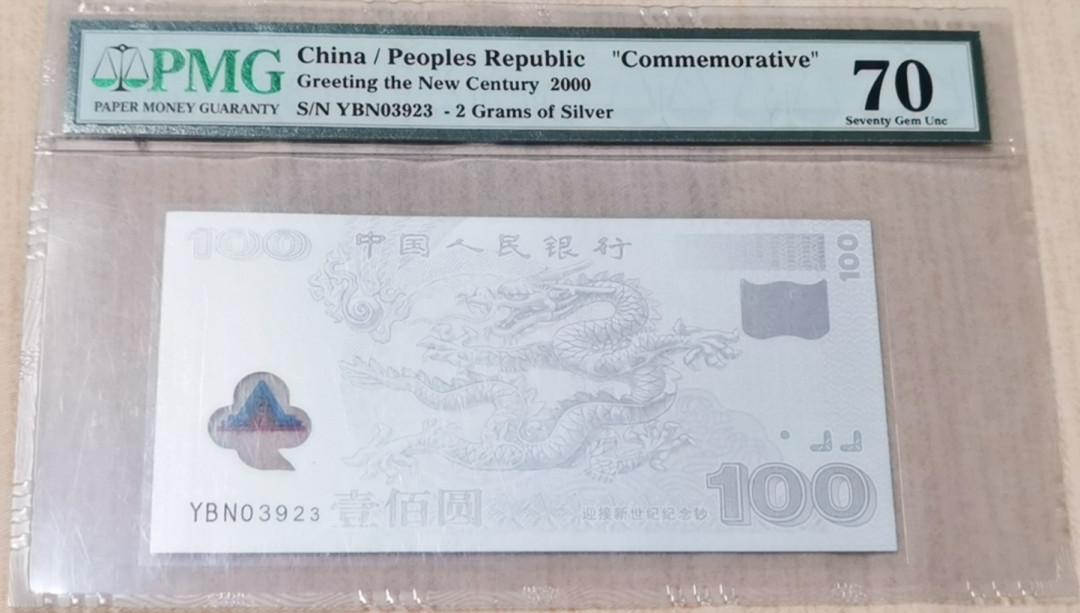 PMG
PAPER MONEY GUARANTY
China / Peoples Republic "Commemorative"
Greeting the New Century 2000
S/N YBN03923 - 2 Grams of Silver
70
Seventy Gem Unc
100
中国人民银行
100
YBN03923
壹佰圆
迎接新世纪纪念钞
100